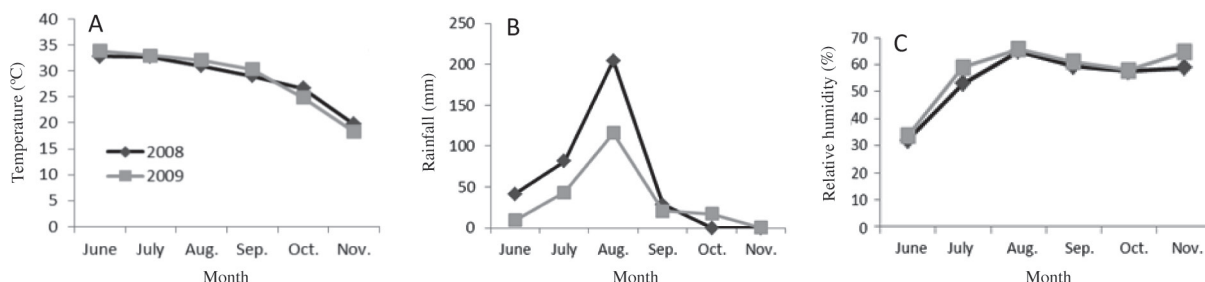 A
Temperature (°C)
40
35
30
25
20
15
10
5
0
2008
2009
June July Aug. Sep. Oct. Nov.
Month
B
Rainfall (mm)
250
200
150
100
50
0
June July Aug. Sep. Oct. Nov.
Month
C
Relative humidity (%)
70
60
50
40
30
20
10
0
June July Aug. Sep. Oct. Nov.
Month